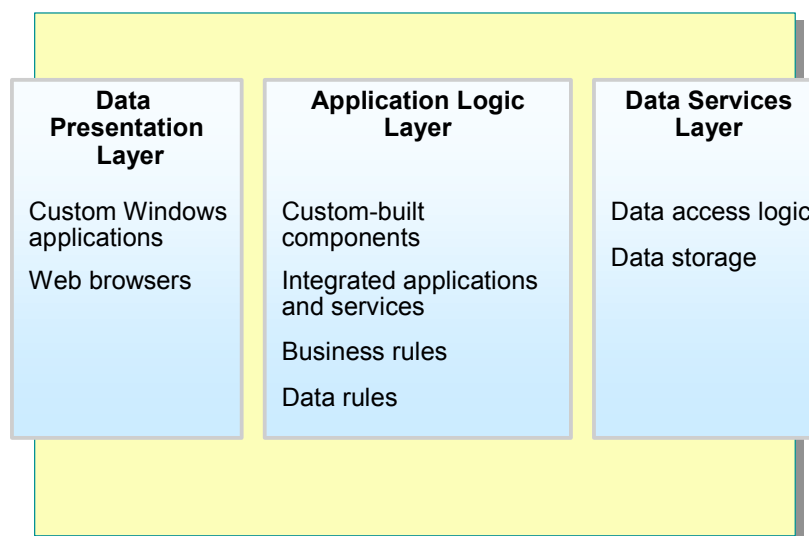 Data
Presentation
Layer
Custom Windows
applications
Web browsers
Application Logic
Layer
Custom-built
components
Integrated applications
and services
Business rules
Data rules
Data Services
Layer
Data access logic
Data storage